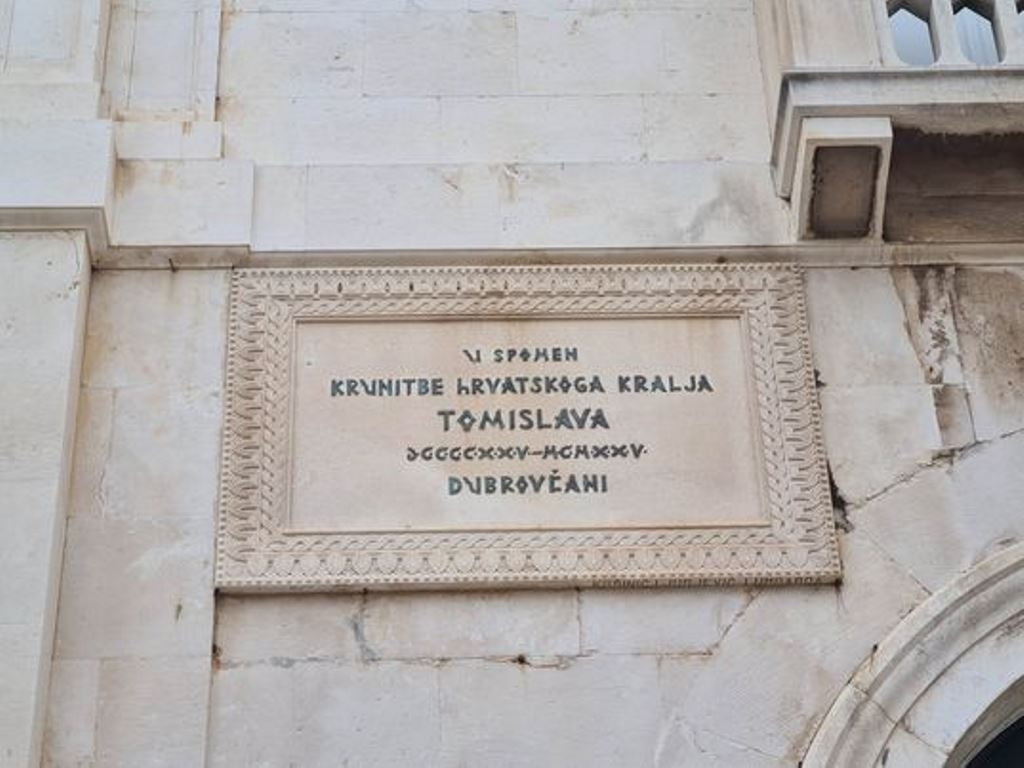 U SPOMEN
KRUNITBE HRVATSKOGA KRALJA
TOMISLAVA
DCCCCXXV–MCMXXV·
DUBROVČANI